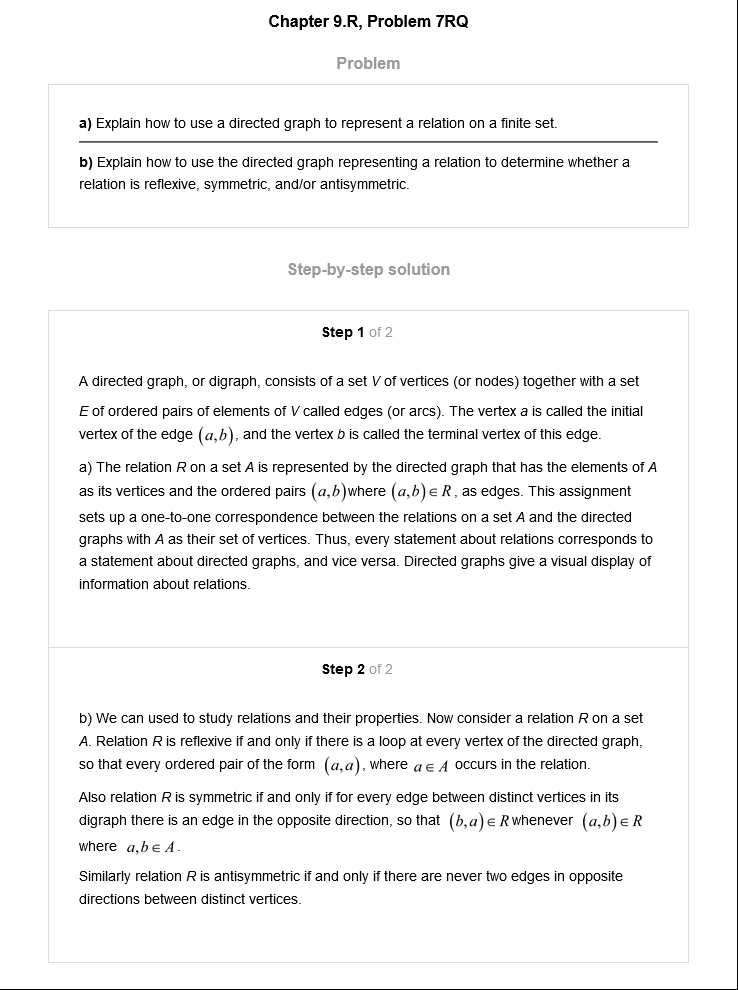 Chapter 9.R, Problem 7RQ
Problem
a) Explain how to use a directed graph to represent a relation on a finite set.
b) Explain how to use the directed graph representing a relation to determine whether a
relation is reflexive, symmetric, and/or antisymmetric.
Step-by-step solution
Step 1 of 2
A directed graph, or digraph, consists of a set V of vertices (or nodes) together with a set
E of ordered pairs of elements of V called edges (or arcs). The vertex a is called the initial
vertex of the edge (a,b), and the vertex b is called the terminal vertex of this edge.
a) The relation R on a set A is represented by the directed graph that has the elements of A
as its vertices and the ordered pairs (a,b)where (a,b)∈R, as edges. This assignment
sets up a one-to-one correspondence between the relations on a set A and the directed
graphs with A as their set of vertices. Thus, every statement about relations corresponds to
a statement about directed graphs, and vice versa. Directed graphs give a visual display of
information about relations.
Step 2 of 2
b) We can used to study relations and their properties. Now consider a relation R on a set
A. Relation R is reflexive if and only if there is a loop at every vertex of the directed graph,
so that every ordered pair of the form (a,a), where a∈A occurs in the relation.
Also relation R is symmetric if and only if for every edge between distinct vertices in its
digraph there is an edge in the opposite direction, so that (b,a)∈R whenever (a,b)∈R
where a,b∈A.
Similarly relation R is antisymmetric if and only if there are never two edges in opposite
directions between distinct vertices.